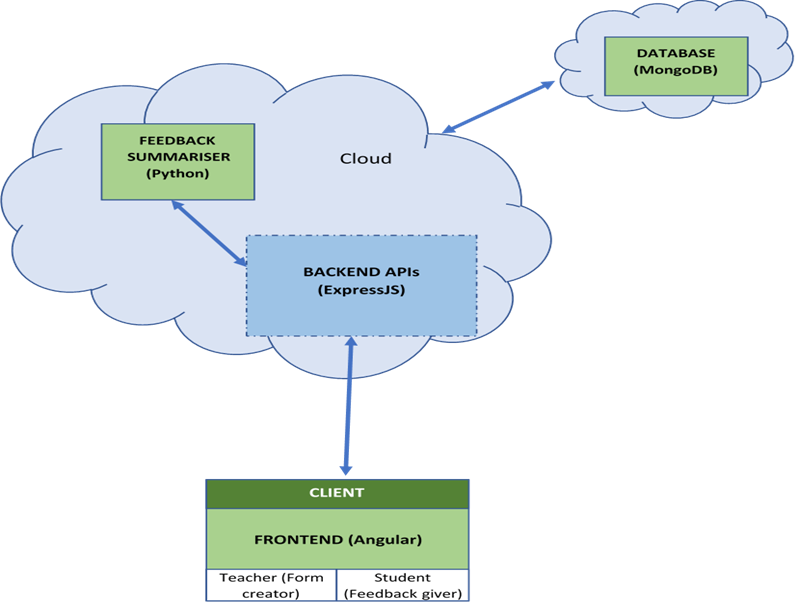 DATABASE
(MongoDB)
FEEDBACK
SUMMARISER
(Python)
Cloud
BACKEND APIs
(ExpressJS)
CLIENT
FRONTEND (Angular)
Teacher (Form
creator)
Student
(Feedback giver)